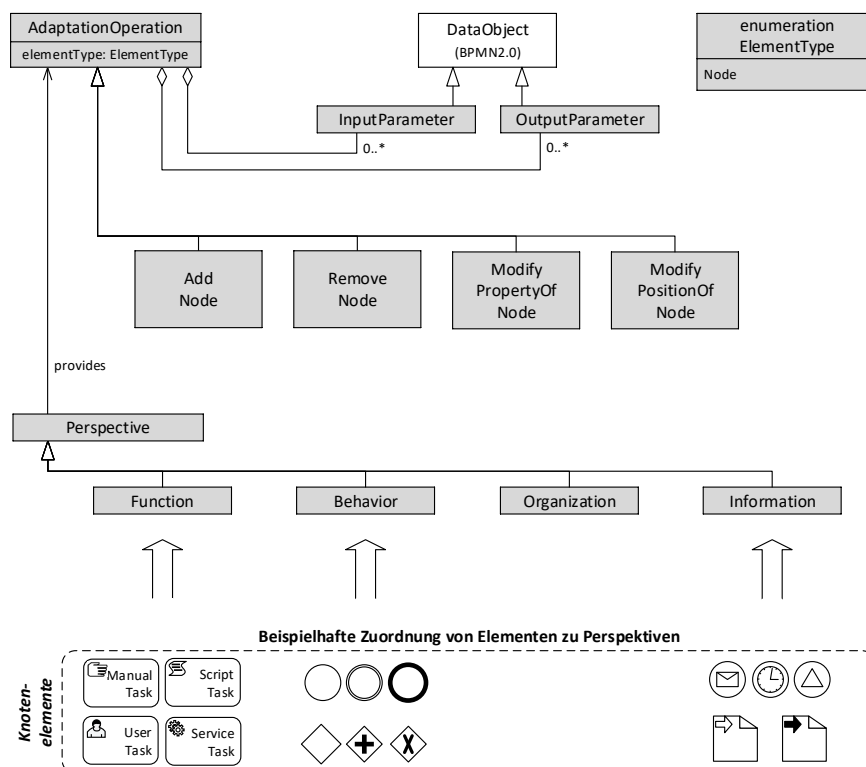 AdaptationOperation
elementType: ElementType
DataObject
(BPMN2.0)
enumeration
ElementType
Node
InputParameter
OutputParameter
0..*
0..*
Add
Node
Remove
Node
Modify
PropertyOf
Node
Modify
PositionOf
Node
provides
Perspective
Function
Behavior
Organization
Information
Beispielhafte Zuordnung von Elementen zu Perspektiven
Knoten-
elemente
Manual
Task
Script
Task
User
Task
Service
Task